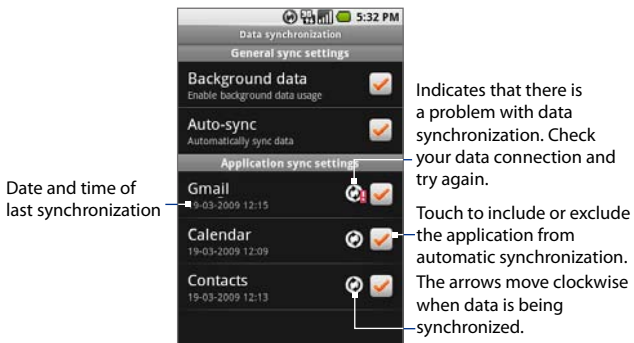 5:32 PM
Data synchronization
General sync settings
Background data
Enable background data usage
Auto-sync
Automatically sync data
Application sync settings
Gmail
19-03-2009 12:15
Calendar
19-03-2009 12:09
Contacts
19-03-2009 12:13
Date and time of
last synchronization
Indicates that there is
a problem with data
synchronization. Check
your data connection and
try again.
Touch to include or exclude
the application from
automatic synchronization.
The arrows move clockwise
when data is being
synchronized.